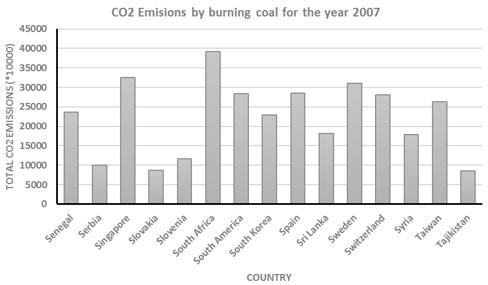 CO2 Emisions by burning coal for the year 2007
TOTAL CO2 EMISSIONS (*10000)
45000
40000
35000
30000
25000
20000
15000
10000
5000
0
Senegal
Serbia
Singapore
Slovakia
Slovenia
South Africa
South America
South Korea
Spain
Sri Lanka
Sweden
Switzerland
Syria
Taiwan
Tajikistan
COUNTRY